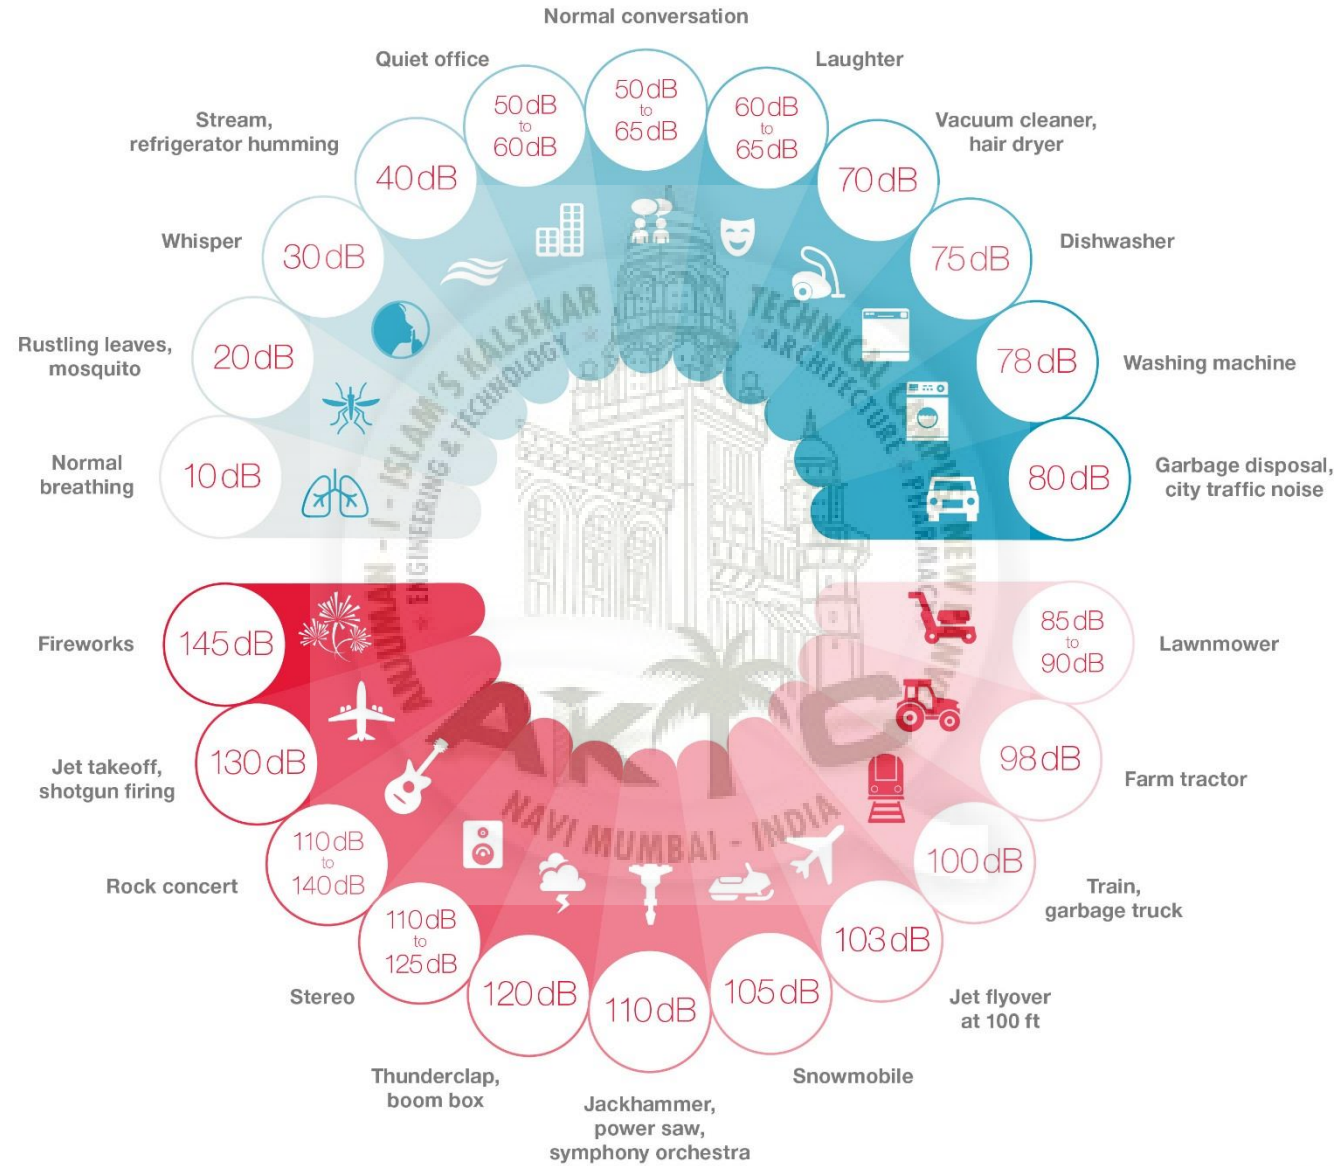 Normal conversation
Quiet office
50 dB
to
60 dB
50 dB
to
65 dB
Laughter
60 dB
to
65 dB
Stream,
refrigerator humming
40 dB
Vacuum cleaner,
hair dryer
70 dB
Whisper
30 dB
Dishwasher
75 dB
Rustling leaves,
mosquito
20 dB
Washing machine
78 dB
Normal
breathing
10 dB
Garbage disposal,
city traffic noise
80 dB
Fireworks
145 dB
Lawnmower
85 dB
to
90 dB
Jet takeoff,
shotgun firing
130 dB
Farm tractor
98 dB
Rock concert
110 dB
to
140 dB
Train,
garbage truck
100 dB
Stereo
110 dB
to
125 dB
Jet flyover
at 100 ft
103 dB
Thunderclap,
boom box
120 dB
Jackhammer,
power saw,
symphony orchestra
110 dB
Snowmobile
105 dB
ANJUMAN - I - ISLAM'S KALSEKAR TECHNICAL
ENGINEERING & TECHNOLOGY * ARCHITECTURE * PHARMACY
AKTC
NAVI MUMBAI - INDIA